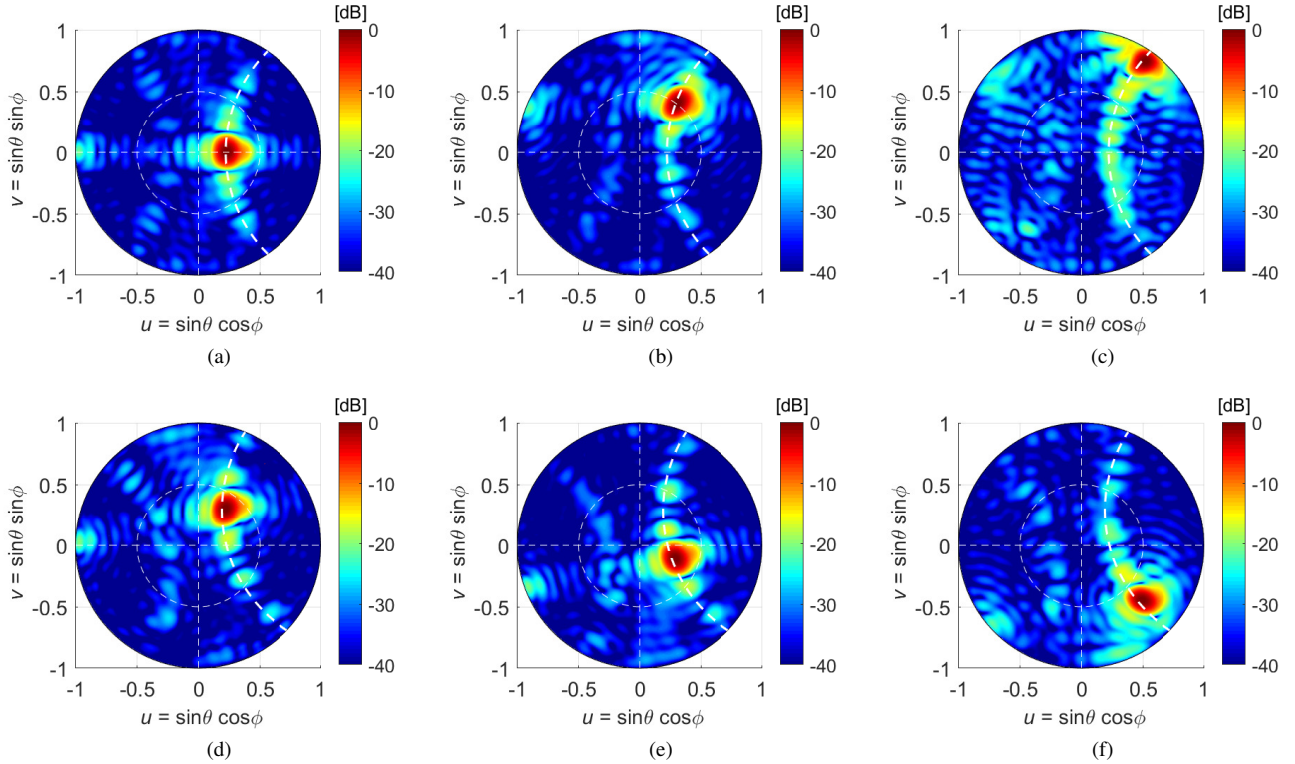 [dB] [dB] [dB]
1 0 1 0 1 0
0.5 -10 0.5 -10 0.5 -10
v = sinθ sinϕ 0 -20 v = sinθ sinϕ 0 -20 v = sinθ sinϕ 0 -20
-0.5 -30 -0.5 -30 -0.5 -30
-1 -40 -1 -40 -1 -40
-1 -0.5 0 0.5 1 -1 -0.5 0 0.5 1 -1 -0.5 0 0.5 1
u = sinθ cosϕ u = sinθ cosϕ u = sinθ cosϕ
(a) (b) (c)
[dB] [dB] [dB]
1 0 1 0 1 0
0.5 -10 0.5 -10 0.5 -10
v = sinθ sinϕ 0 -20 v = sinθ sinϕ 0 -20 v = sinθ sinϕ 0 -20
-0.5 -30 -0.5 -30 -0.5 -30
-1 -40 -1 -40 -1 -40
-1 -0.5 0 0.5 1 -1 -0.5 0 0.5 1 -1 -0.5 0 0.5 1
u = sinθ cosϕ u = sinθ cosϕ u = sinθ cosϕ
(d) (e) (f)